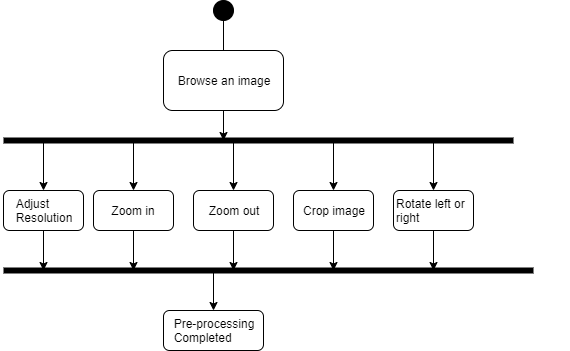 Browse an image
Adjust
Resolution
Zoom in
Zoom out
Crop image
Rotate left or
right
Pre-processing
Completed